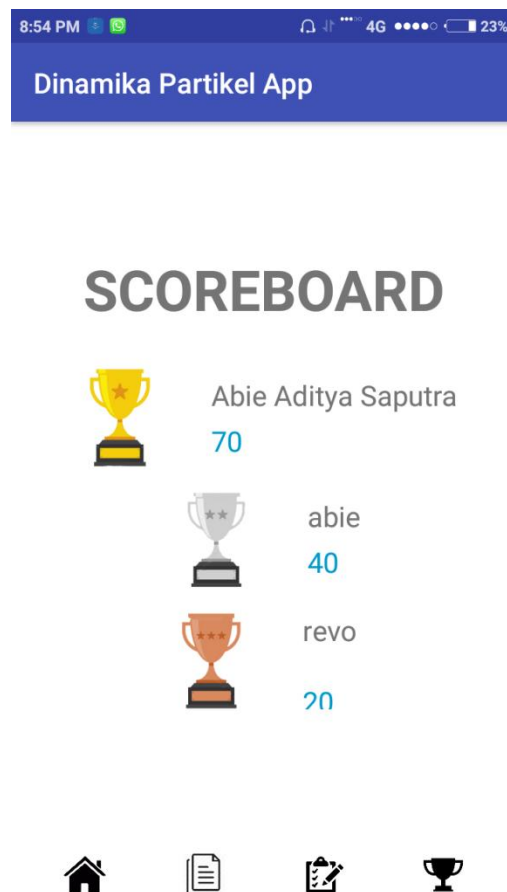 8:54 PM 4G 23%
Dinamika Partikel App
SCOREBOARD
Abie Aditya Saputra
70
abie
40
revo
20